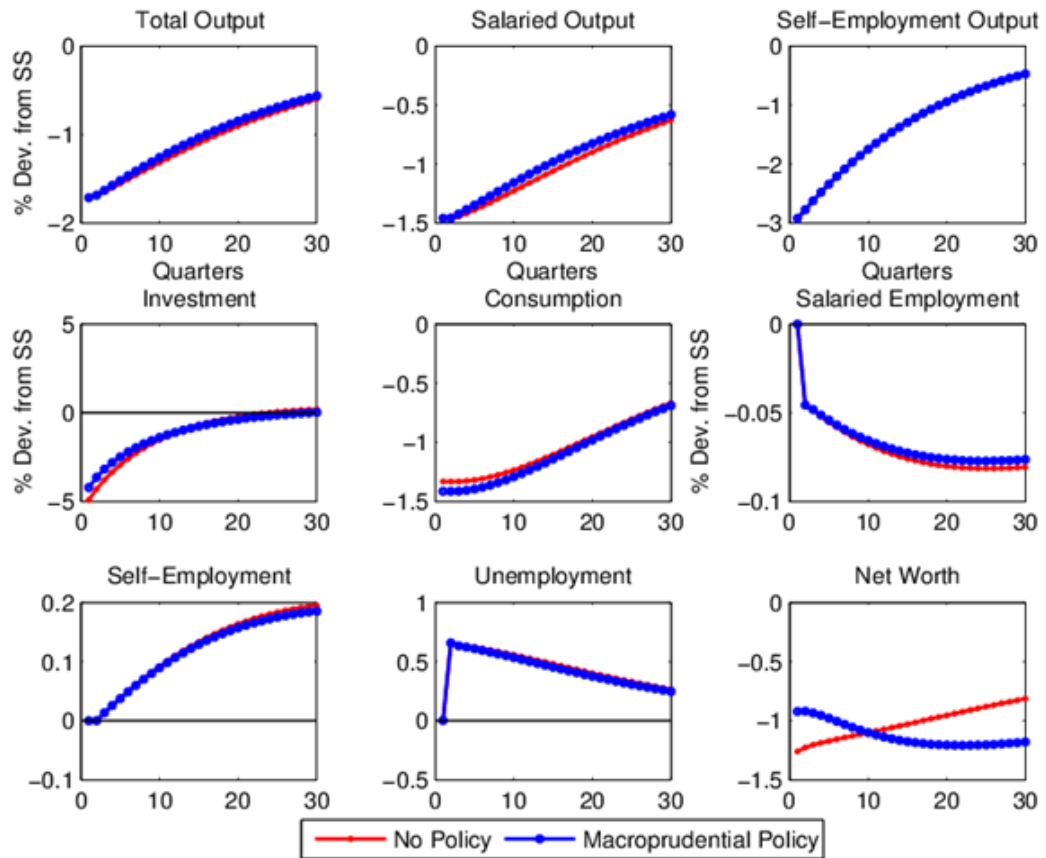 Total Output
Salaried Output
Self-Employment Output
% Dev. from SS
0
-1
-2
0
-0.5
-1
-1.5
0
-1
-2
-3
0 10 20 30
0 10 20 30
0 10 20 30
Quarters
Quarters
Quarters
Investment
Consumption
Salaried Employment
% Dev. from SS
5
0
-5
0
-0.5
-1
-1.5
% Dev. from SS
0
-0.05
-0.1
0 10 20 30
0 10 20 30
0 10 20 30
Self-Employment
Unemployment
Net Worth
0.2
0.1
0
-0.1
1
0.5
0
-0.5
0
-0.5
-1
-1.5
0 10 20 30
0 10 20 30
0 10 20 30
No Policy
Macroprudential Policy